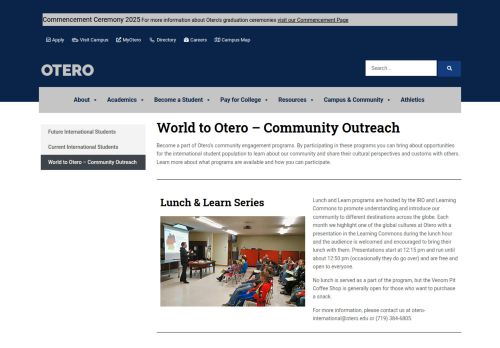 Commencement Ceremony 2025 For more information about Otero's graduation ceremonies visit our Commencement Page
Apply Visit Campus MyOtero Directory Careers Campus Map
OTERO
Search ...
About Academics Become a Student Pay for College Resources Campus & Community Athletics
Future International Students
Current International Students
World to Otero – Community Outreach
World to Otero – Community Outreach
Become a part of Otero's community engagement programs. By participating in these programs you can bring about opportunities
for the international student population to learn about our community and share their cultural perspectives and customs with others.
Learn more about what programs are available and how you can participate.
Lunch & Learn Series
Lunch and Learn programs are hosted by the IRO and Learning
Commons to promote understanding and introduce our
community to different destinations across the globe. Each
month we highlight one of the global cultures at Otero with a
presentation in the Learning Commons during the lunch hour
and the audience is welcomed and encouraged to bring their
lunch with them. Presentations start at 12:15 pm and run until
about 12:50 pm (occasionally they do go over) and are free and
open to everyone.
No lunch is served as a part of the program, but the Venom Pit
Coffee Shop is generally open for those who want to purchase
a snack.
For more information, please contact us at otero-
international@otero.edu or (719) 384-6805.